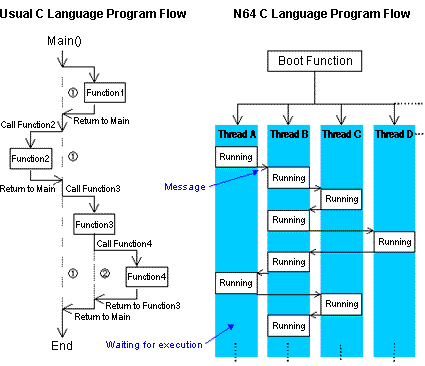 Usual C Language Program Flow
Main()
①
Function1
Return to Main
Call Function2
①
Function2
Return to Main
Call Function3
Function3
Call Function4
①
②
Function4
Return to Function3
Return to Main
End
N64 C Language Program Flow
Boot Function
Thread A Thread B Thread C Thread D
Running
Message
Running
Running
Running
Running
Running
Running
Running
Waiting for execution
Running